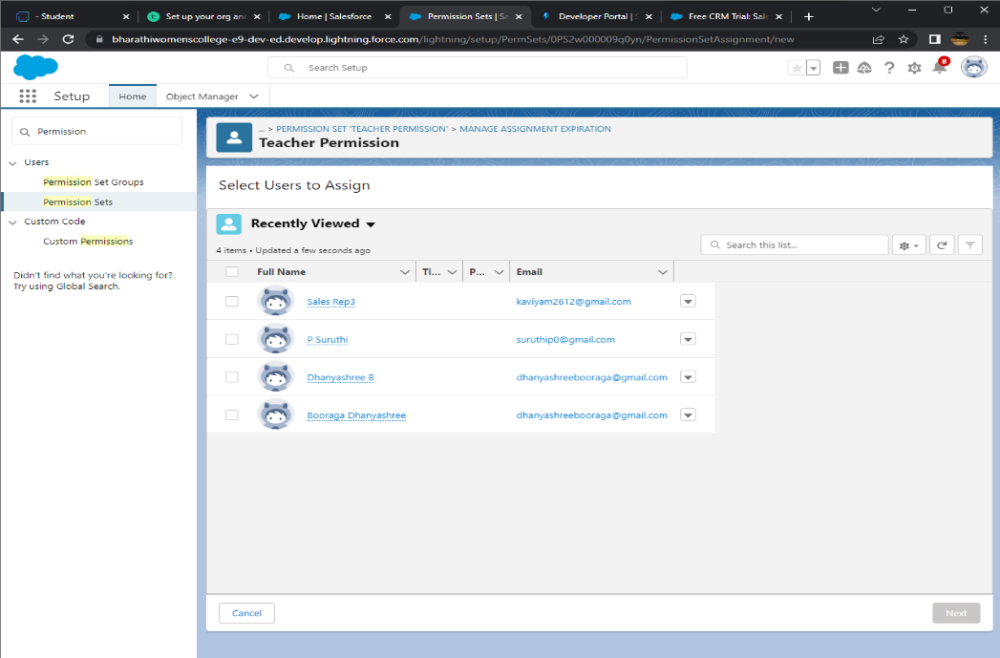 - Student
Set up your org an
Home | Salesforce
Permission Sets | Sa
Developer Portal | S
Free CRM Trial: Sale
bharathiwomenscollege-e9-dev-ed.develop.lightning.force.com/lightning/setup/PermSets/0PS2w000009q0yn/PermissionSetAssignment/new
Search Setup
8
Setup
Home
Object Manager
Permission
Users
Permission Set Groups
Permission Sets
Custom Code
Custom Permissions
Didn't find what you're looking for?
Try using Global Search.
... > PERMISSION SET 'TEACHER PERMISSION' > MANAGE ASSIGNMENT EXPIRATION
Teacher Permission
Select Users to Assign
Recently Viewed
4 items • Updated a few seconds ago
Search this list...
Full Name Ti... P... Email
Sales Rep3 kaviyam2612@gmail.com
P Suruthi suruthip0@gmail.com
Dhanyashree B dhanyashreebooraga@gmail.com
Booraga Dhanyashree dhanyashreebooraga@gmail.com
Cancel
Next